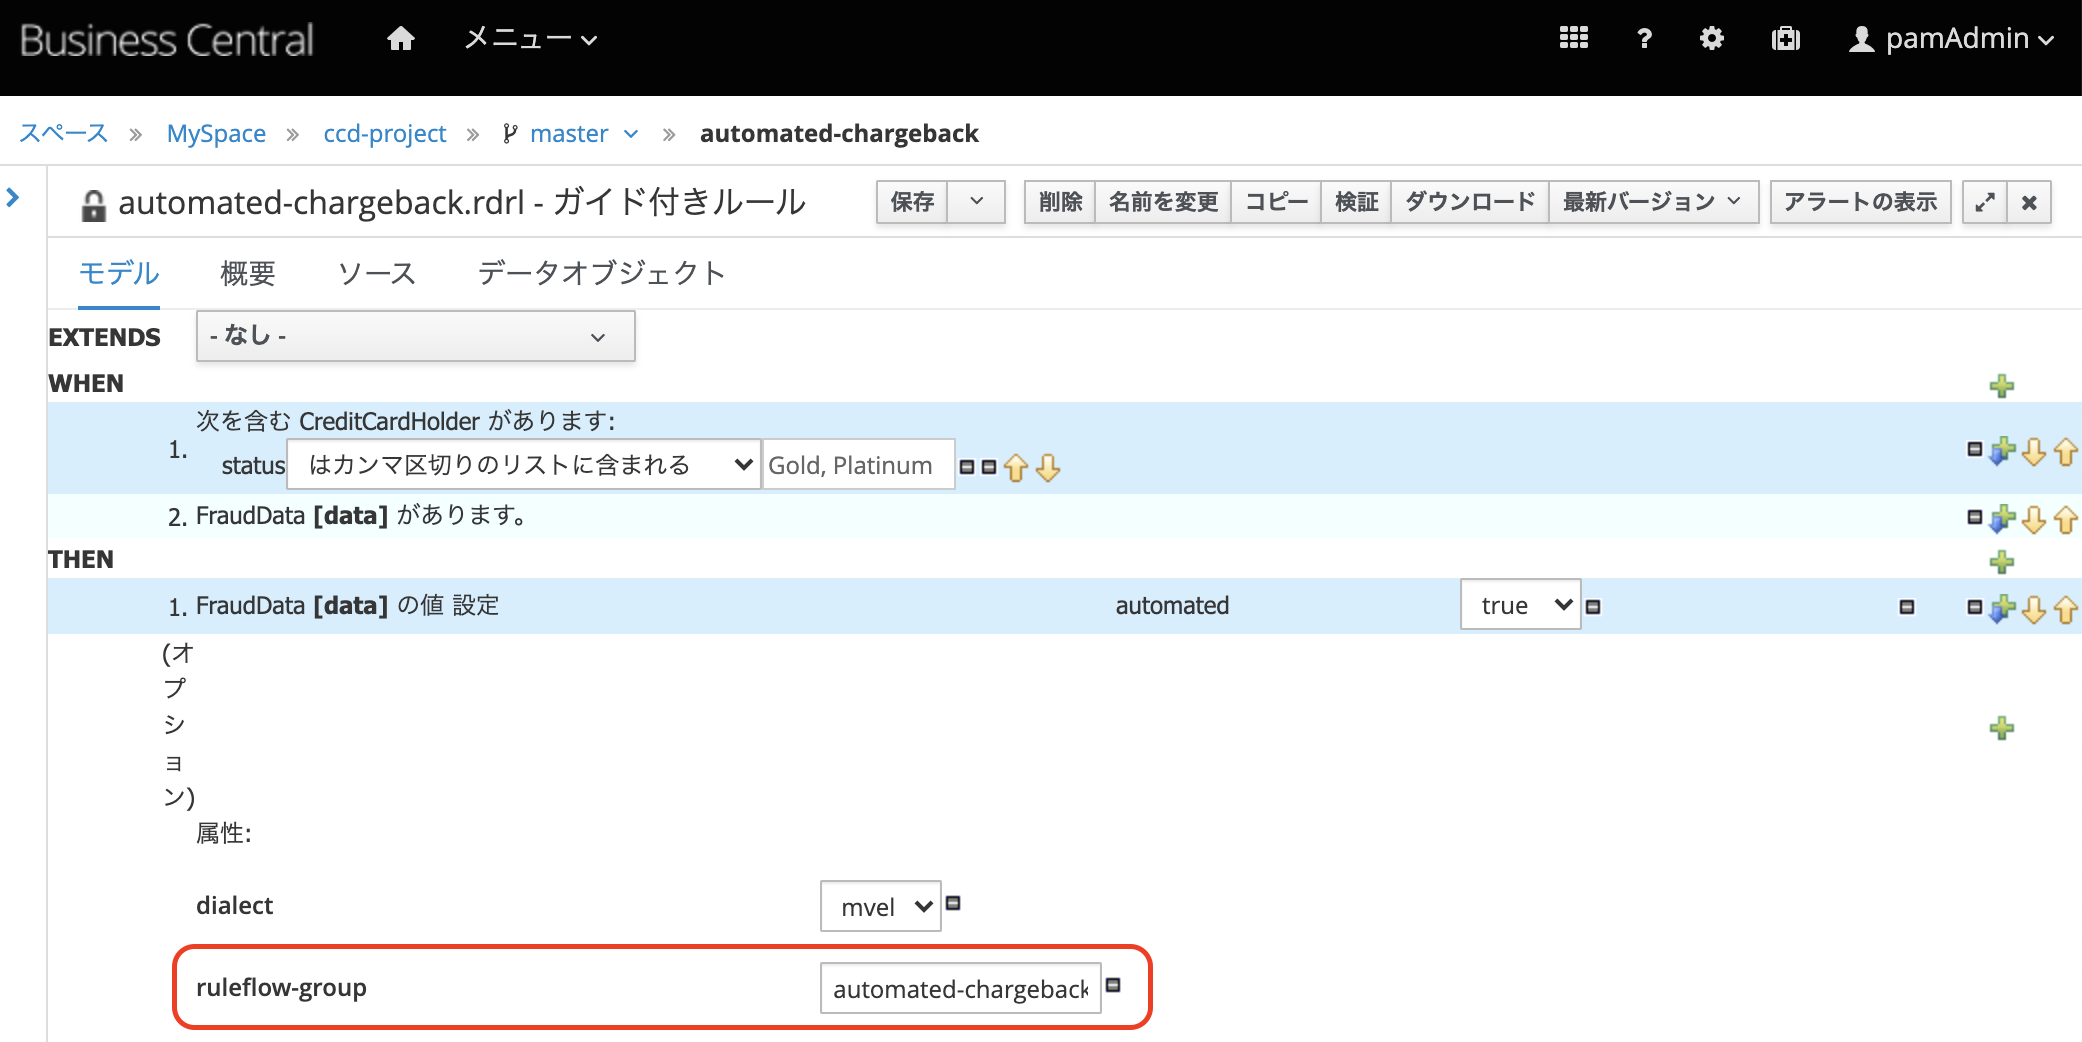 Business Central メニュー ? pamAdmin
スペース » MySpace » ccd-project » master » automated-chargeback
automated-chargeback.rdrl - ガイド付きルール 保存 削除 名前を変更 コピー 検証 ダウンロード 最新バージョン アラートの表示
モデル 概要 ソース データオブジェクト
EXTENDS - なし -
WHEN
次を含む CreditCardHolder があります:
1.
status はカンマ区切りのリストに含まれる Gold, Platinum
2. FraudData [data] があります。
THEN
1. FraudData [data] の値 設定 automated true
(オ
プ
シ
ョ
ン)
属性:
dialect mvel
ruleflow-group automated-chargeback